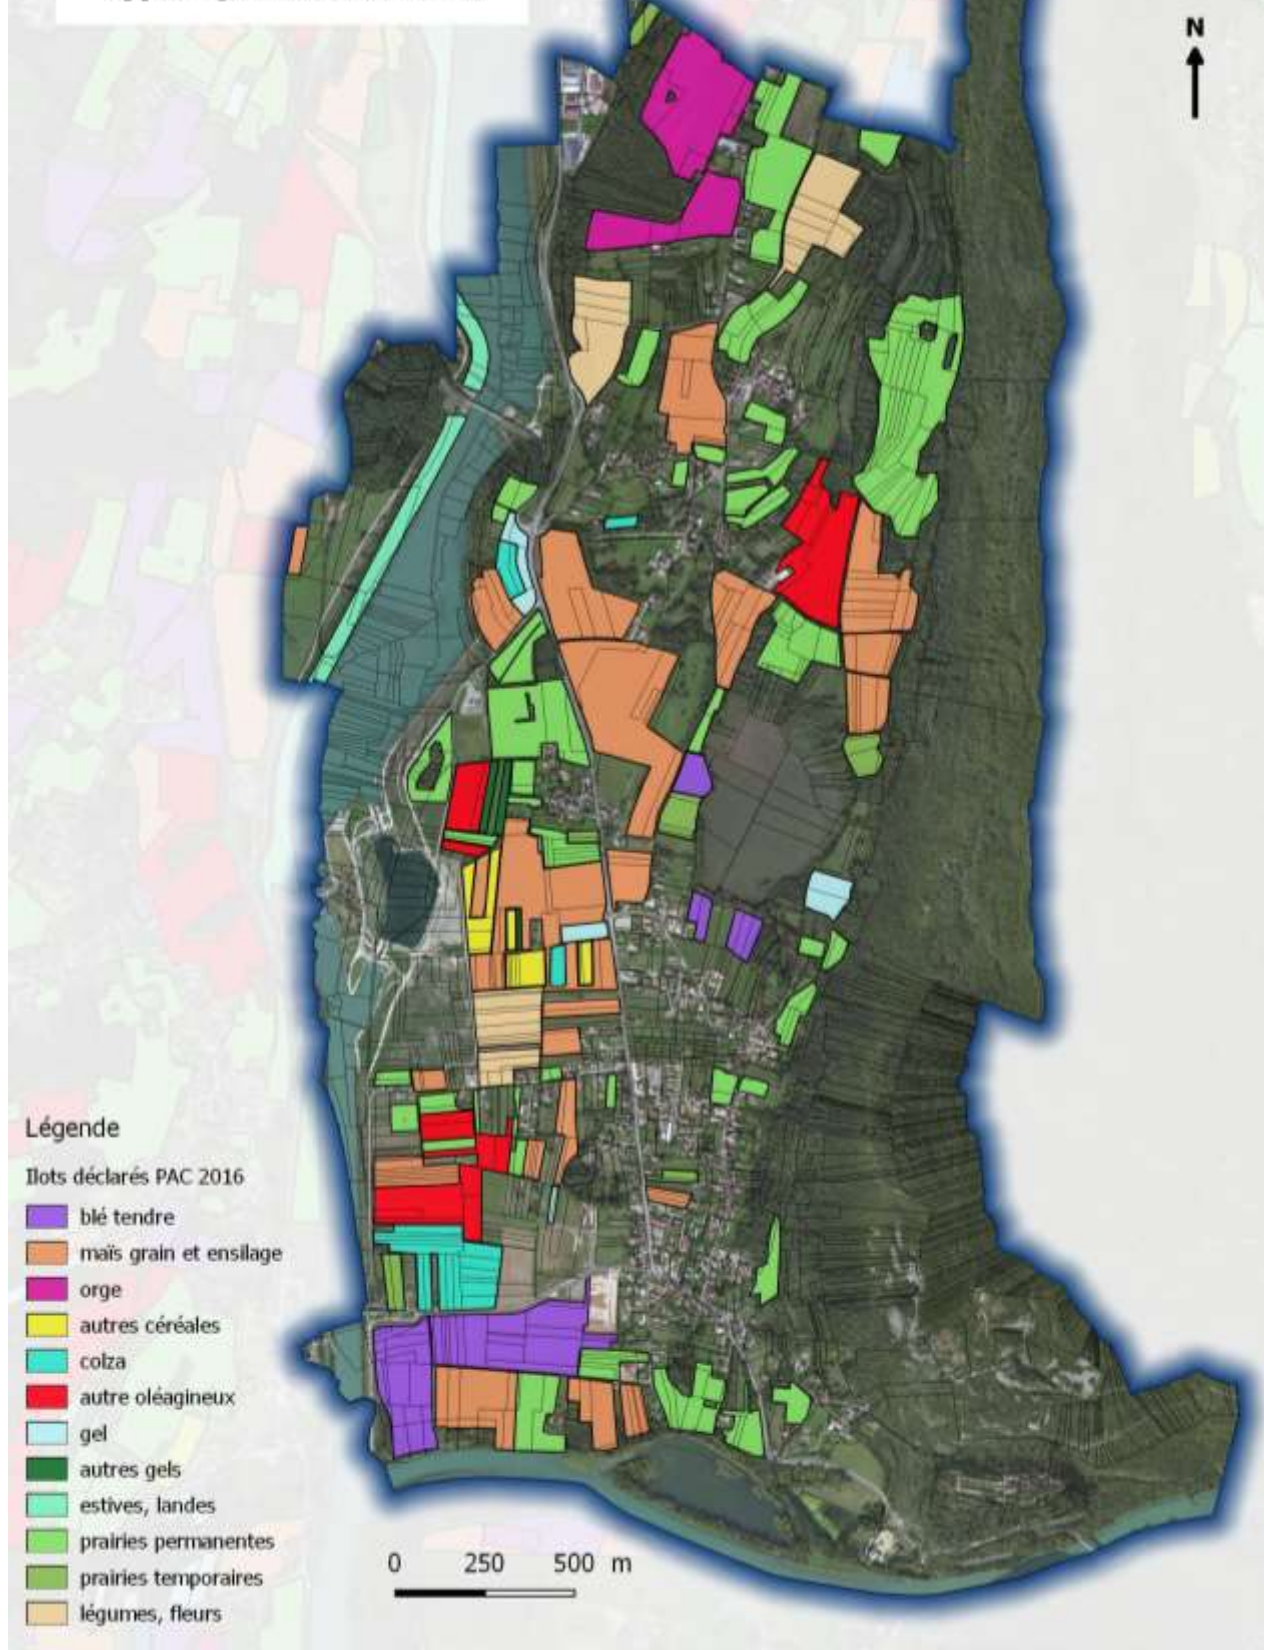 N
Légende
Ilots déclarés PAC 2016
blé tendre
maïs grain et ensilage
orge
autres céréales
colza
autre oléagineux
gel
autres gels
estives, landes
prairies permanentes
prairies temporaires
légumes, fleurs
0 250 500 m